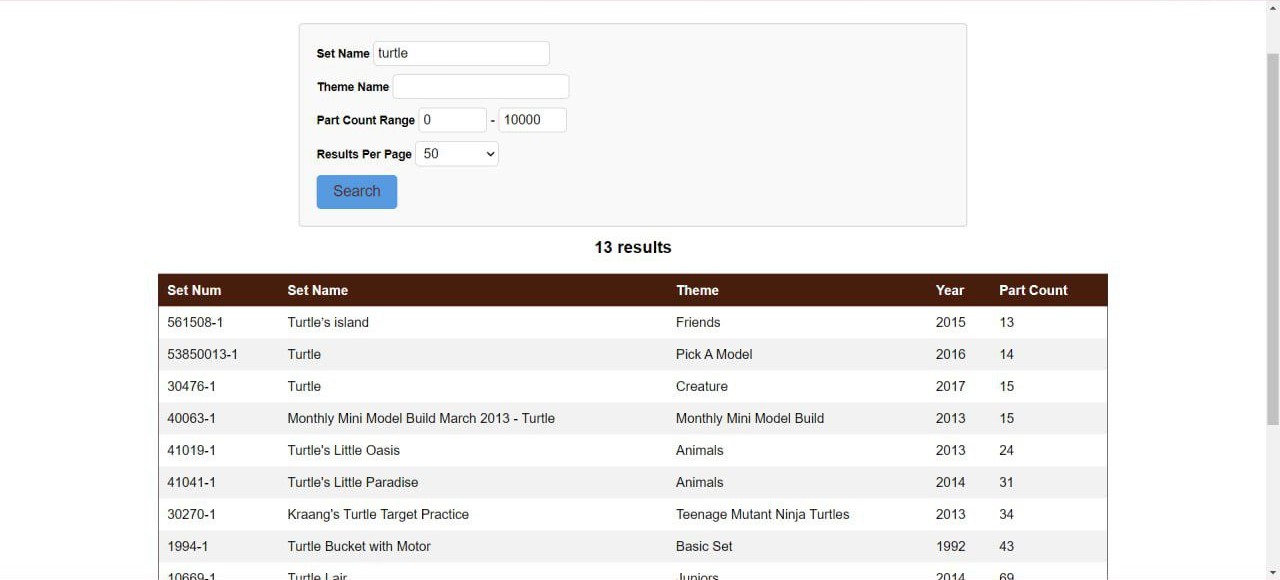 Set Name turtle
Theme Name
Part Count Range 0 - 10000
Results Per Page 50
Search
13 results
Set Num Set Name Theme Year Part Count
561508-1 Turtle's island Friends 2015 13
53850013-1 Turtle Pick A Model 2016 14
30476-1 Turtle Creature 2017 15
40063-1 Monthly Mini Model Build March 2013 - Turtle Monthly Mini Model Build 2013 15
41019-1 Turtle's Little Oasis Animals 2013 24
41041-1 Turtle's Little Paradise Animals 2014 31
30270-1 Kraang's Turtle Target Practice Teenage Mutant Ninja Turtles 2013 34
1994-1 Turtle Bucket with Motor Basic Set 1992 43
10669-1 Turtle Lair Juniors 2014 69